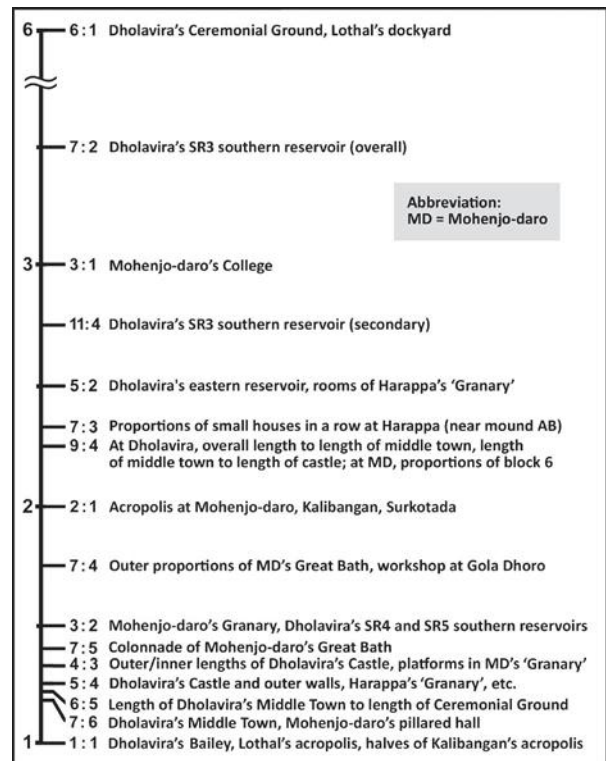 6 6 : 1 Dholavira’s Ceremonial Ground, Lothal’s dockyard
7 : 2 Dholavira’s SR3 southern reservoir (overall)
Abbreviation:
MD = Mohenjo-daro
3 3 : 1 Mohenjo-daro’s College
11 : 4 Dholavira’s SR3 southern reservoir (secondary)
5 : 2 Dholavira's eastern reservoir, rooms of Harappa’s ‘Granary’
7 : 3 Proportions of small houses in a row at Harappa (near mound AB)
9 : 4 At Dholavira, overall length to length of middle town, length
of middle town to length of castle; at MD, proportions of block 6
2 2 : 1 Acropolis at Mohenjo-daro, Kalibangan, Surkotada
7 : 4 Outer proportions of MD’s Great Bath, workshop at Gola Dhoro
3 : 2 Mohenjo-daro’s Granary, Dholavira’s SR4 and SR5 southern reservoirs
7 : 5 Colonnade of Mohenjo-daro’s Great Bath
4 : 3 Outer/inner lengths of Dholavira’s Castle, platforms in MD’s ‘Granary’
5 : 4 Dholavira’s Castle and outer walls, Harappa’s ‘Granary’, etc.
6 : 5 Length of Dholavira’s Middle Town to length of Ceremonial Ground
7 : 6 Dholavira’s Middle Town, Mohenjo-daro’s pillared hall
1 1 : 1 Dholavira’s Bailey, Lothal’s acropolis, halves of Kalibangan’s acropolis